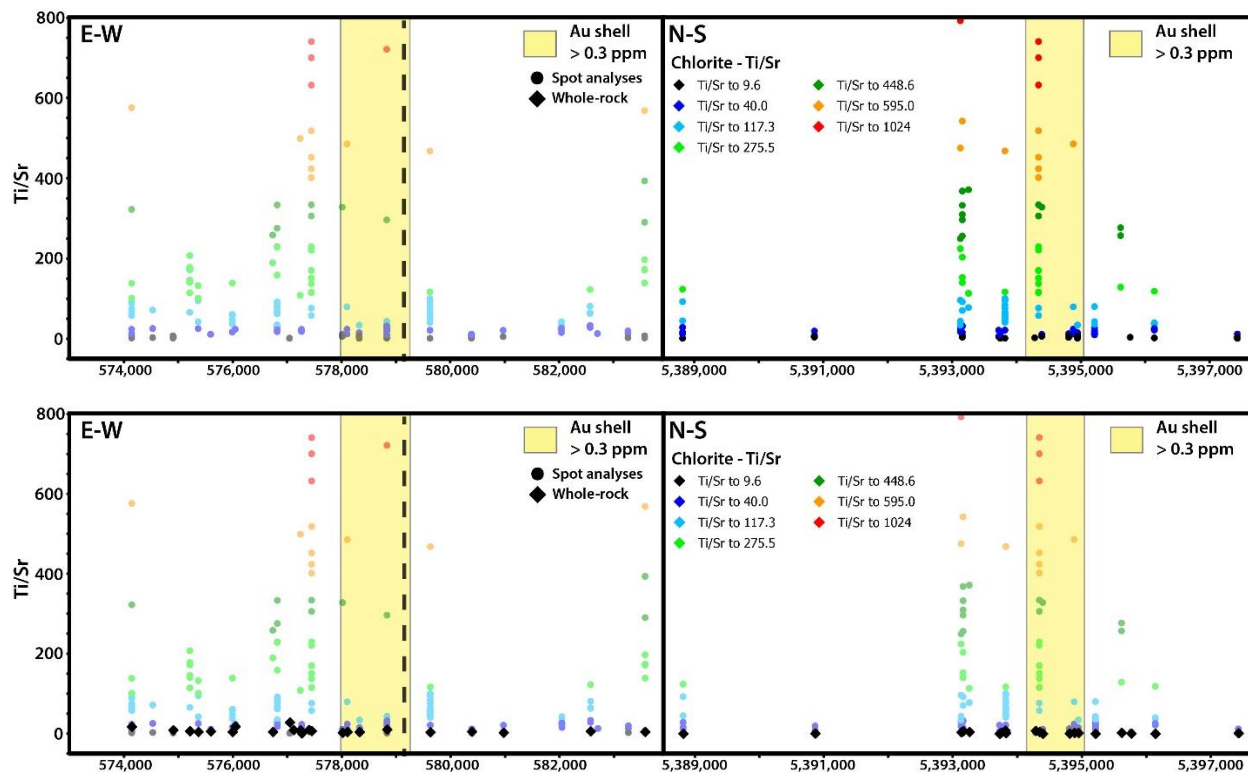 800
600
400
200
0
Ti/Sr
E-W
Au shell
> 0.3 ppm
Spot analyses
Whole-rock
574,000 576,000 578,000 580,000 582,000
N-S
Au shell
> 0.3 ppm
Chlorite - Ti/Sr
Ti/Sr to 9.6
Ti/Sr to 40.0
Ti/Sr to 117.3
Ti/Sr to 275.5
Ti/Sr to 448.6
Ti/Sr to 595.0
Ti/Sr to 1024
5,389,000 5,391,000 5,393,000 5,395,000 5,397,000
800
600
400
200
0
Ti/Sr
E-W
Au shell
> 0.3 ppm
Spot analyses
Whole-rock
574,000 576,000 578,000 580,000 582,000
N-S
Au shell
> 0.3 ppm
Chlorite - Ti/Sr
Ti/Sr to 9.6
Ti/Sr to 40.0
Ti/Sr to 117.3
Ti/Sr to 275.5
Ti/Sr to 448.6
Ti/Sr to 595.0
Ti/Sr to 1024
5,389,000 5,391,000 5,393,000 5,395,000 5,397,000